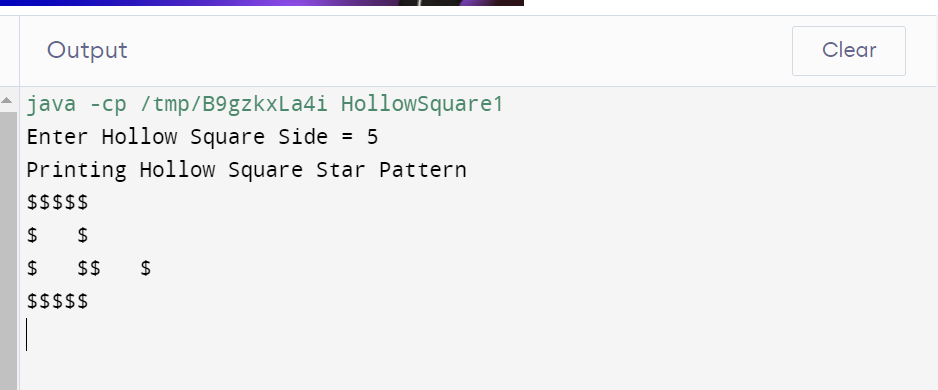 Output
Clear
java -cp /tmp/B9gzkxLa4i HollowSquare1
Enter Hollow Square Side = 5
Printing Hollow Square Star Pattern
$$$$$
$   $
$   $$   $
$$$$$